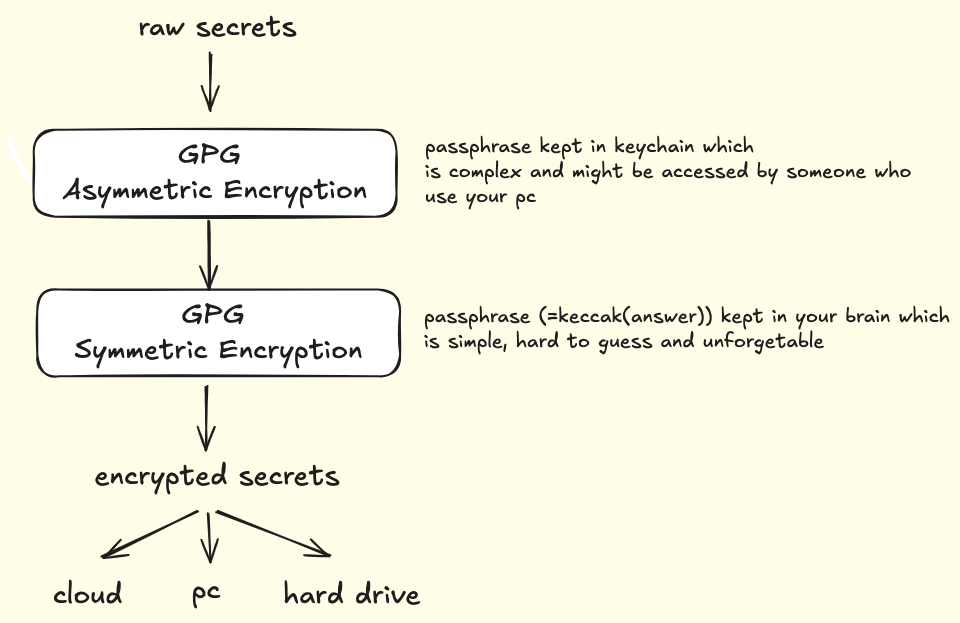 raw secrets
GPG
Asymmetric Encryption
passphrase kept in keychain which
is complex and might be accessed by someone who
use your pc
GPG
Symmetric Encryption
passphrase (=keccak(answer)) kept in your brain which
is simple, hard to guess and unforgetable
encrypted secrets
cloud
pc
hard drive